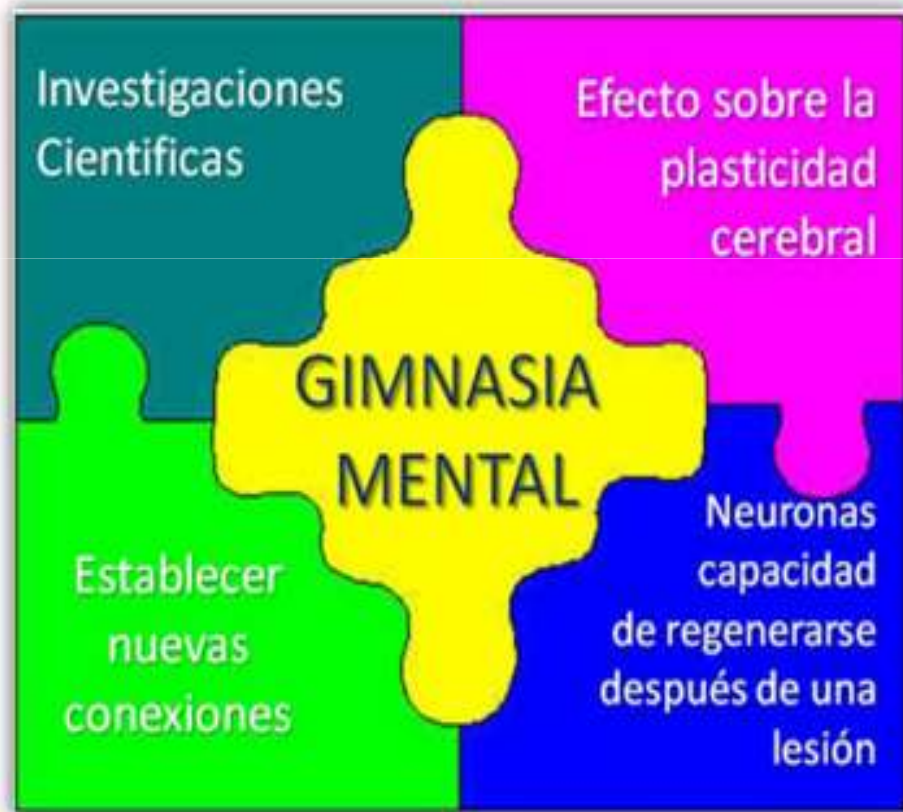 Investigaciones
Cientificas
Efecto sobre la
plasticidad
cerebral
GIMNASIA
MENTAL
Establecer
nuevas
conexiones
Neuronas
capacidad
de regenerarse
después de una
lesión